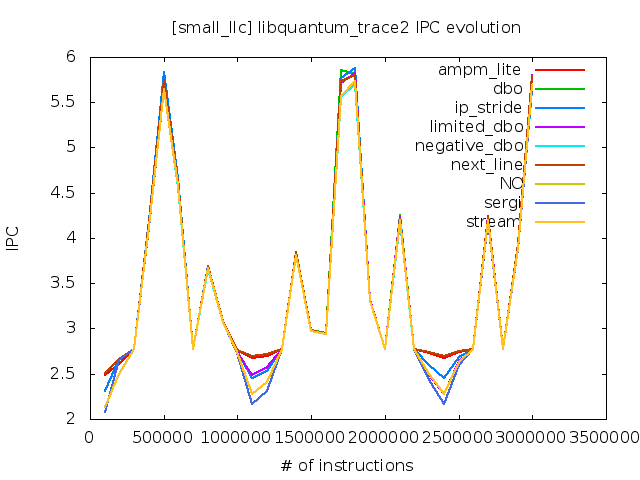 [small_llc] libquantum_trace2 IPC evolution
6
5.5
5
4.5
4
3.5
3
2.5
2
IPC
ampm_lite
dbo
ip_stride
limited_dbo
negative_dbo
next_line
NO
sergi
stream
0 500000 1000000 1500000 2000000 2500000 3000000 3500000
# of instructions